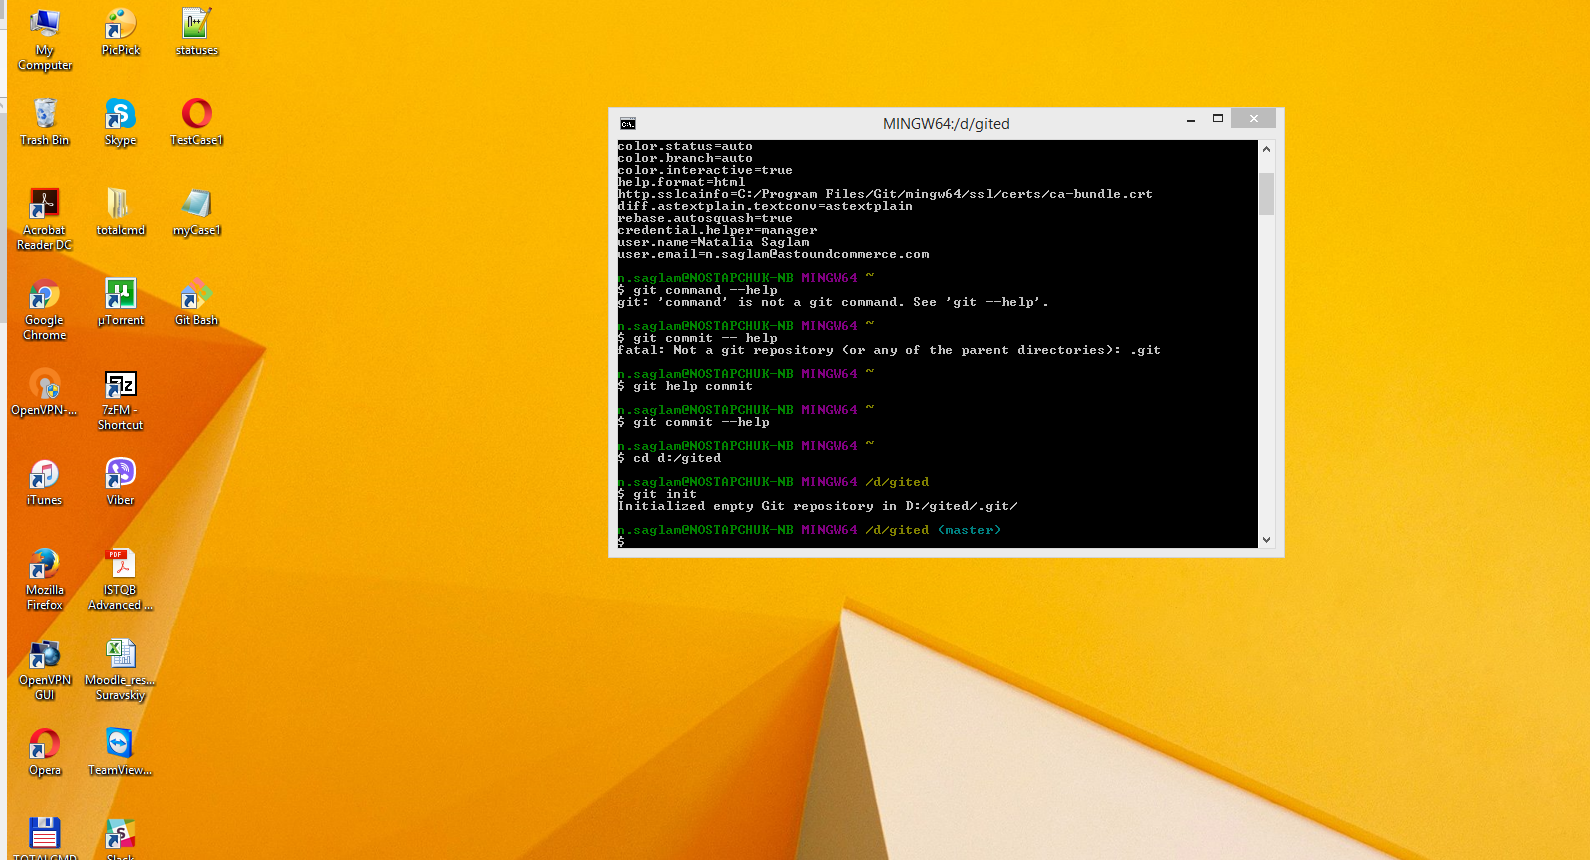 My
Computer
PicPick
statuses
Trash Bin
Skype
TestCase1
Acrobat
Reader DC
totalcmd
myCase1
Google
Chrome
µTorrent
Git Bash
OpenVPN-...
7zFM -
Shortcut
iTunes
Viber
Mozilla
Firefox
PDF
ISTQB
Advanced ...
OpenVPN
GUI
Moodle_res...
Suravskiy
Opera
TeamView...
TOTALCMD
Slack
MINGW64:/d/gited
color.status=auto
color.branch=auto
color.interactive=true
help.format=html
http.sslcainfo=C:/Program Files/Git/mingw64/ssl/certs/ca-bundle.crt
diff.astextplain.textconv=astextplain
rebase.autosquash=true
credential.helper=manager
user.name=Natalia Saglam
user.email=n.saglam@astoundcommerce.com
n.saglam@NOSTAPCHUK-NB MINGW64 ~
$ git command --help
git: 'command' is not a git command. See 'git --help'.
n.saglam@NOSTAPCHUK-NB MINGW64 ~
$ git commit -- help
fatal: Not a git repository (or any of the parent directories): .git
n.saglam@NOSTAPCHUK-NB MINGW64 ~
$ git help commit
n.saglam@NOSTAPCHUK-NB MINGW64 ~
$ git commit --help
n.saglam@NOSTAPCHUK-NB MINGW64 ~
$ cd d:/gited
n.saglam@NOSTAPCHUK-NB MINGW64 /d/gited
$ git init
Initialized empty Git repository in D:/gited/.git/
n.saglam@NOSTAPCHUK-NB MINGW64 /d/gited (master)
$